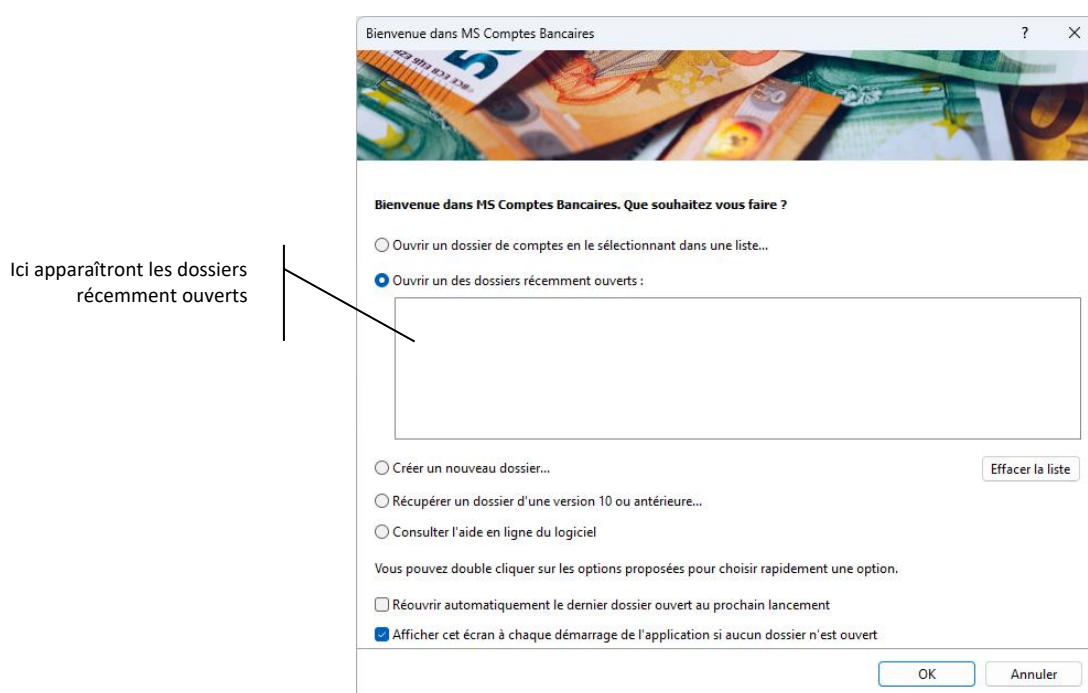 Bienvenue dans MS Comptes Bancaires
?
BCE ECB EZB
Bienvenue dans MS Comptes Bancaires. Que souhaitez vous faire ?
Ouvrir un dossier de comptes en le sélectionnant dans une liste...
Ici apparaîtront les dossiers
récemment ouverts
Ouvrir un des dossiers récemment ouverts :
Créer un nouveau dossier...
Effacer la liste
Récupérer un dossier d'une version 10 ou antérieure...
Consulter l'aide en ligne du logiciel
Vous pouvez double cliquer sur les options proposées pour choisir rapidement une option.
Réouvrir automatiquement le dernier dossier ouvert au prochain lancement
Afficher cet écran à chaque démarrage de l'application si aucun dossier n'est ouvert
OK
Annuler